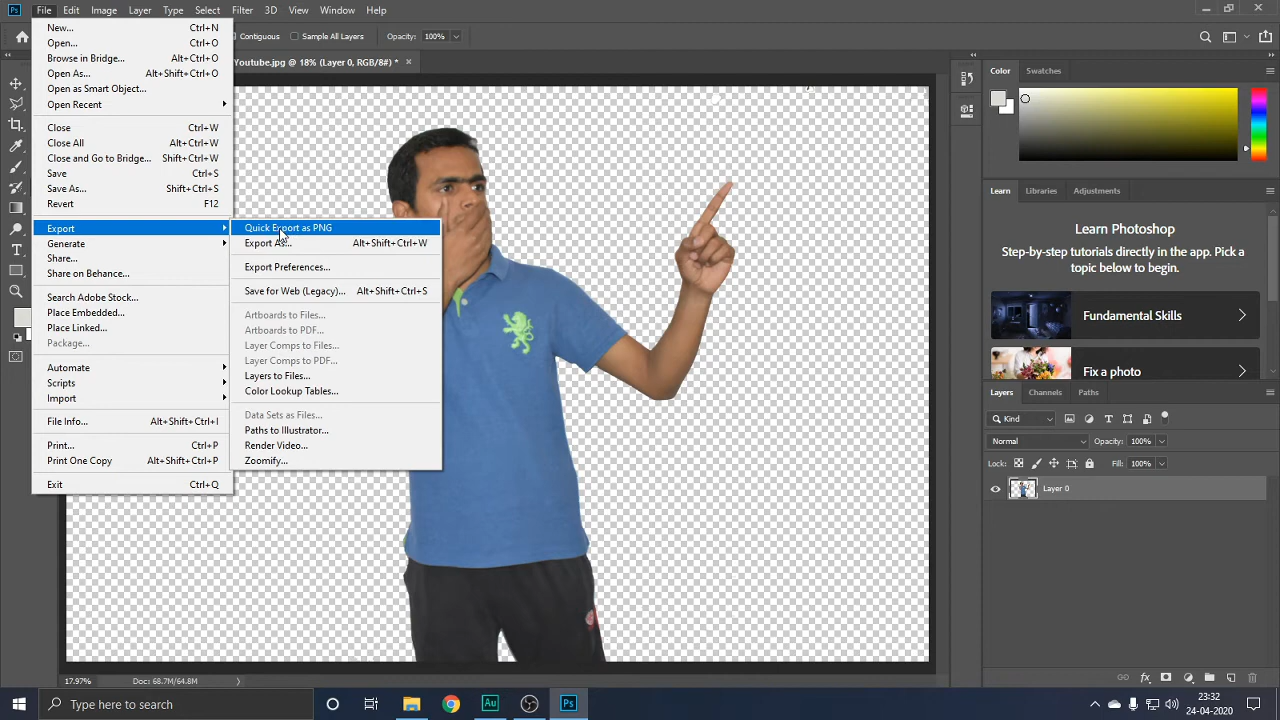 Ps File Edit Image Layer Type Select Filter 3D View Window Help
Contiguous Sample All Layers Opacity: 100%
Youtube.jpg @ 18% (Layer 0, RGB/8#) *
New... Ctrl+N
Open... Ctrl+O
Browse in Bridge... Alt+Ctrl+O
Open As... Alt+Shift+Ctrl+O
Open as Smart Object...
Open Recent
Close Ctrl+W
Close All Alt+Ctrl+W
Close and Go to Bridge... Shift+Ctrl+W
Save Ctrl+S
Save As... Shift+Ctrl+S
Revert F12
Export
Generate
Share...
Share on Behance...
Search Adobe Stock...
Place Embedded...
Place Linked...
Package...
Automate
Scripts
Import
File Info... Alt+Shift+Ctrl+I
Print... Ctrl+P
Print One Copy Alt+Shift+Ctrl+P
Exit Ctrl+Q
Quick Export as PNG
Export As... Alt+Shift+Ctrl+W
Export Preferences...
Save for Web (Legacy)... Alt+Shift+Ctrl+S
Artboards to Files...
Artboards to PDF...
Layer Comps to Files...
Layer Comps to PDF...
Layers to Files...
Color Lookup Tables...
Data Sets as Files...
Paths to Illustrator...
Render Video...
Zoomify...
Color Swatches
Learn Libraries Adjustments
Learn Photoshop
Step-by-step tutorials directly in the
app. Pick a topic below to begin.
Fundamental Skills
Fix a photo
Layers Channels Paths
Kind
Normal Opacity: 100%
Lock: Fill: 100%
Layer 0
17.97% Doc: 68.7M/64.8M
Type here to search
Au
Ps
23:32
24-04-2020